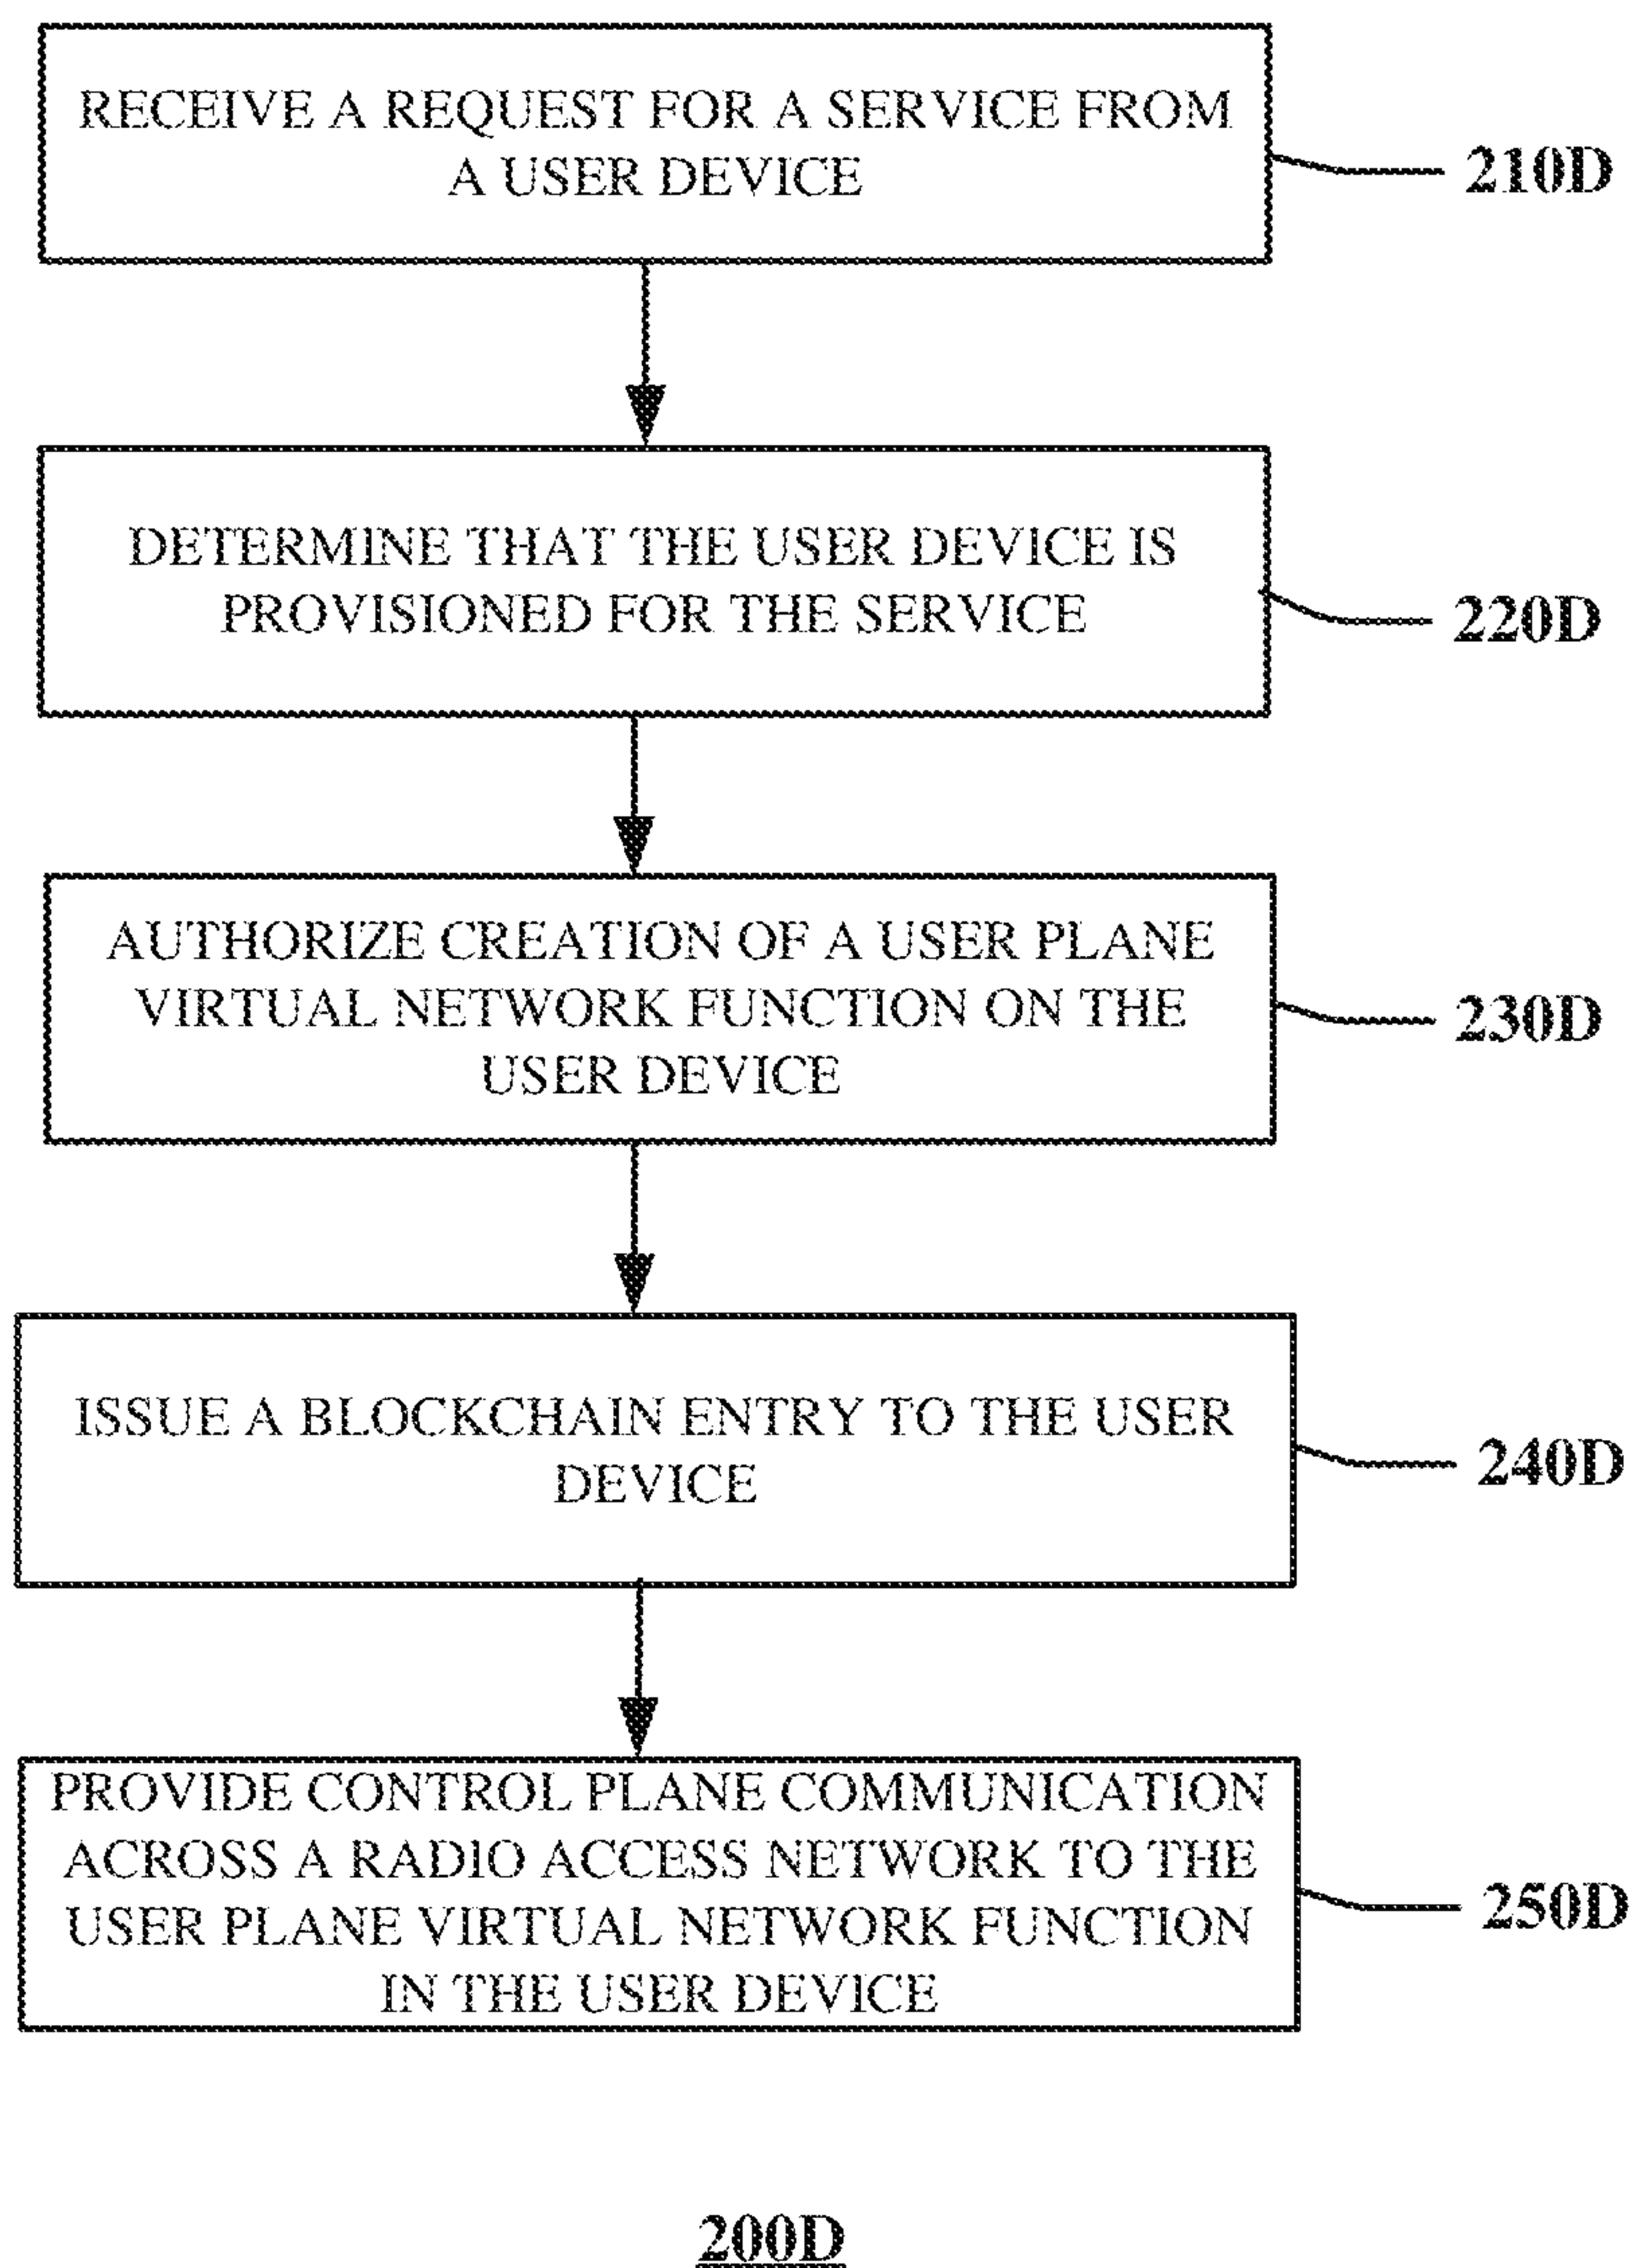 RECEIVE A REQUEST FOR A SERVICE FROM
A USER DEVICE
210D
DETERMINE THAT THE USER DEVICE IS
PROVISIONED FOR THE SERVICE
220D
AUTHORIZE CREATION OF A USER PLANE
VIRTUAL NETWORK FUNCTION ON THE
USER DEVICE
230D
ISSUE A BLOCKCHAIN ENTRY TO THE USER
DEVICE
240D
PROVIDE CONTROL PLANE COMMUNICATION
ACROSS A RADIO ACCESS NETWORK TO THE
USER PLANE VIRTUAL NETWORK FUNCTION
IN THE USER DEVICE
250D
200D